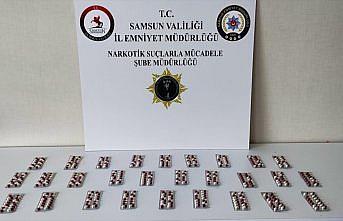 T.C.
SAMSUN VALİLİĞİ
İL EMNİYET MÜDÜRLÜĞÜ
NARKOTİK SUÇLARLA MÜCADELE
ŞUBE MÜDÜRLÜĞÜ